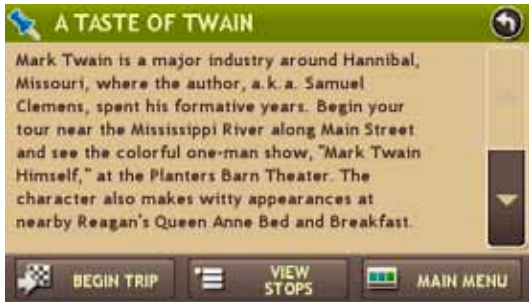 A TASTE OF TWAIN
Mark Twain is a major industry around Hannibal,
Missouri, where the author, a.k.a. Samuel
Clemens, spent his formative years. Begin your
tour near the Mississippi River along Main Street
and see the colorful one-man show, "Mark Twain
Himself," at the Planters Barn Theater. The
character also makes witty appearances at
nearby Reagan's Queen Anne Bed and Breakfast.
BEGIN TRIP
VIEW
STOPS
MAIN MENU